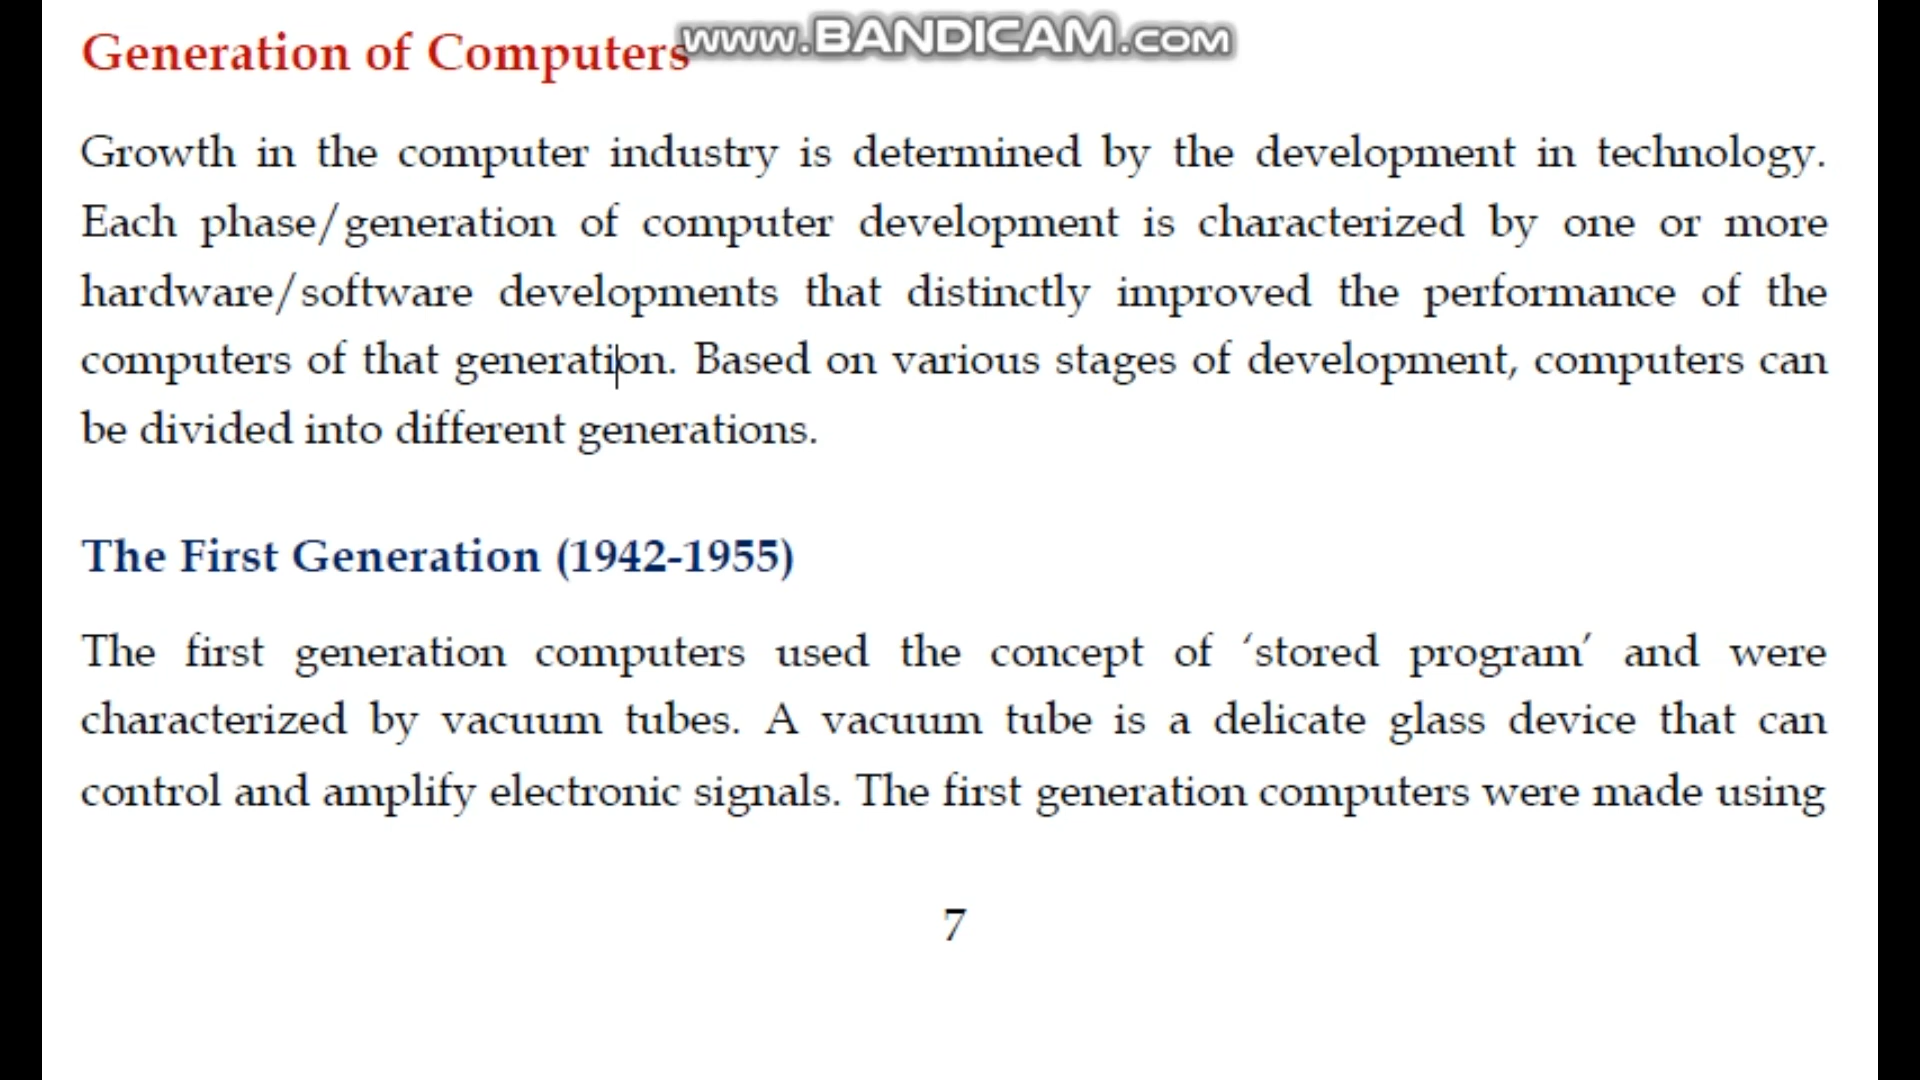 Generation of Computers
www.BANDICAM.COM
Growth in the computer industry is determined by the development in technology.
Each phase/generation of computer development is characterized by one or more
hardware/software developments that distinctly improved the performance of the
computers of that generation. Based on various stages of development, computers can
be divided into different generations.
The First Generation (1942-1955)
The first generation computers used the concept of ‘stored program’ and were
characterized by vacuum tubes. A vacuum tube is a delicate glass device that can
control and amplify electronic signals. The first generation computers were made using
7